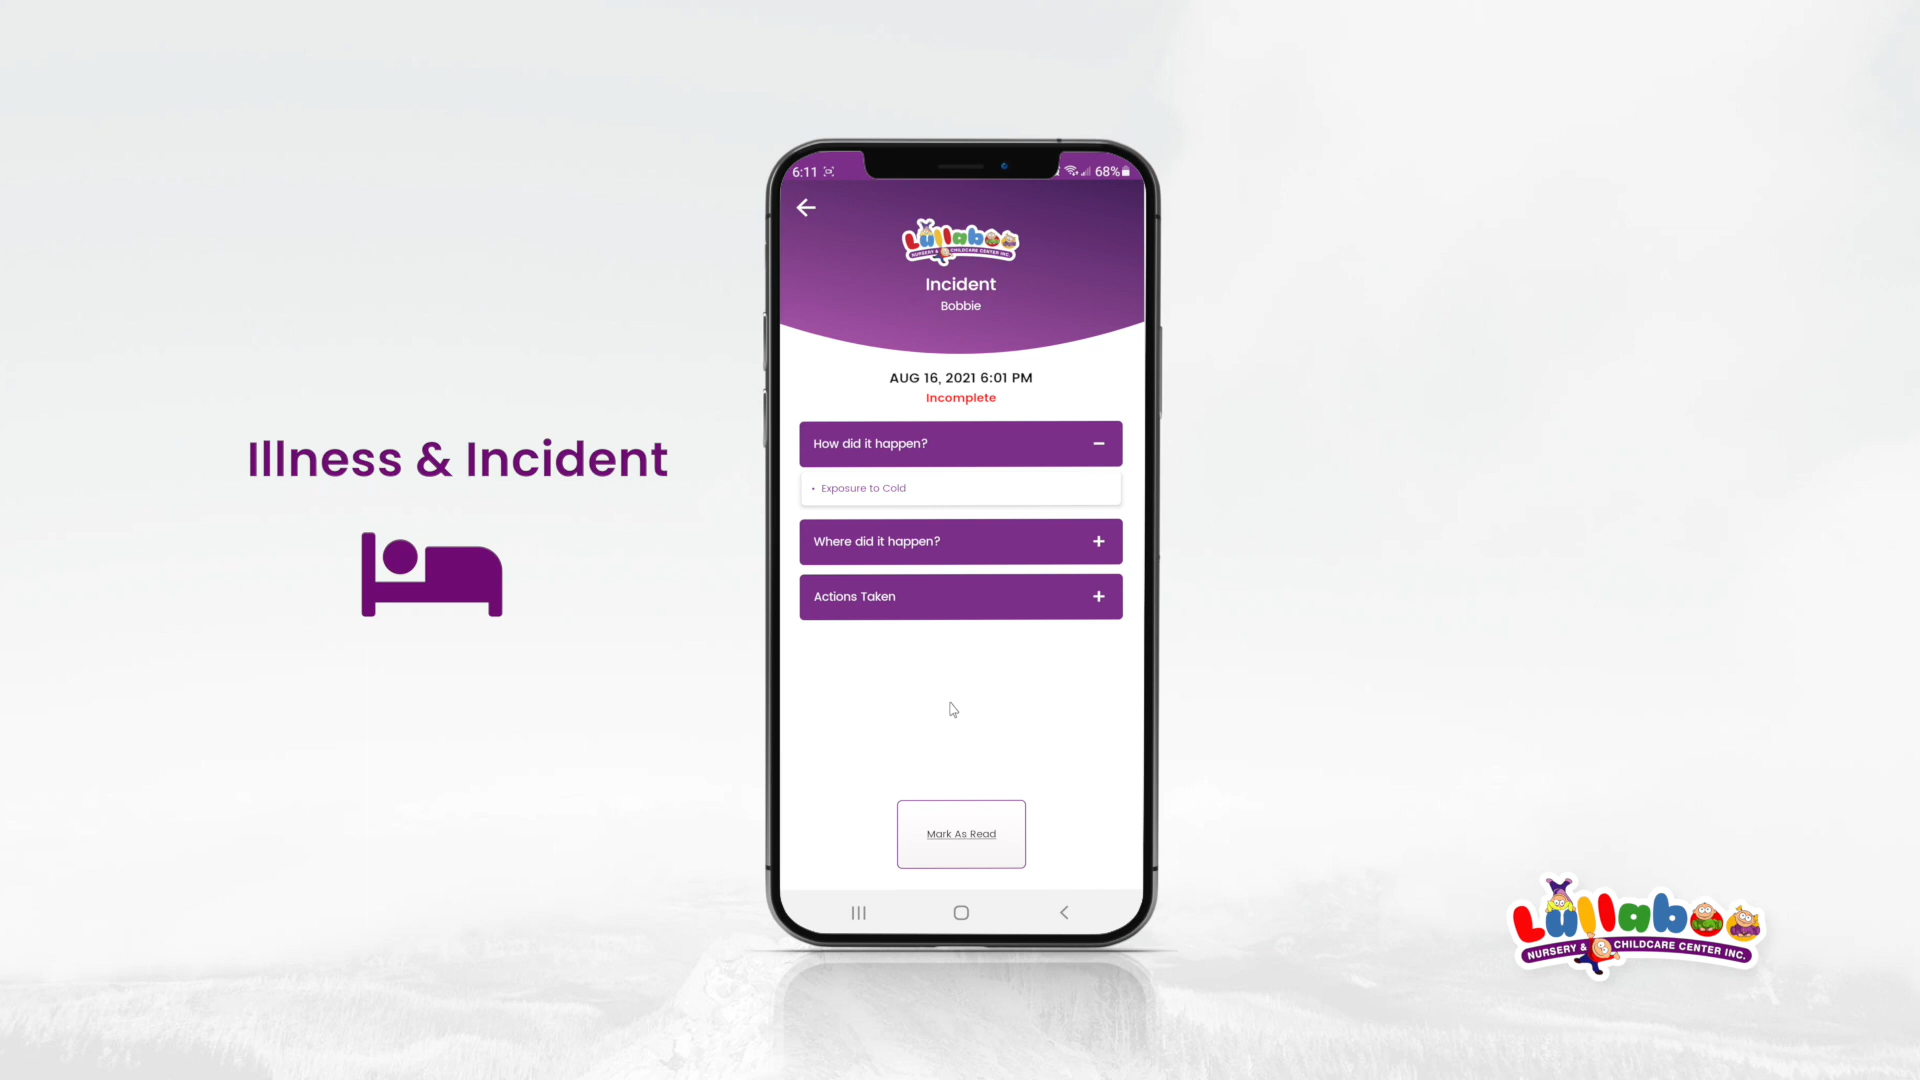 Illness & Incident
6:11
68%
Lullaboo
NURSERY & CHILDCARE CENTER INC.
Incident
Bobbie
AUG 16, 2021 6:01 PM
Incomplete
How did it happen?
• Exposure to Cold
Where did it happen?
Actions Taken
Mark As Read
Lullaboo
NURSERY & CHILDCARE CENTER INC.